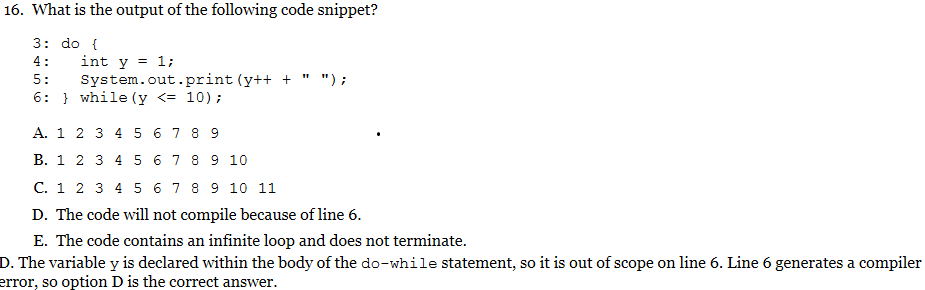 16. What is the output of the following code snippet?
3: do {
4:   int y = 1;
5:   System.out.print(y++ + " ");
6: } while(y <= 10);
A. 1 2 3 4 5 6 7 8 9
B. 1 2 3 4 5 6 7 8 9 10
C. 1 2 3 4 5 6 7 8 9 10 11
D. The code will not compile because of line 6.
E. The code contains an infinite loop and does not terminate.
D. The variable y is declared within the body of the do-while statement, so it is out of scope on line 6. Line 6 generates a compiler
error, so option D is the correct answer.